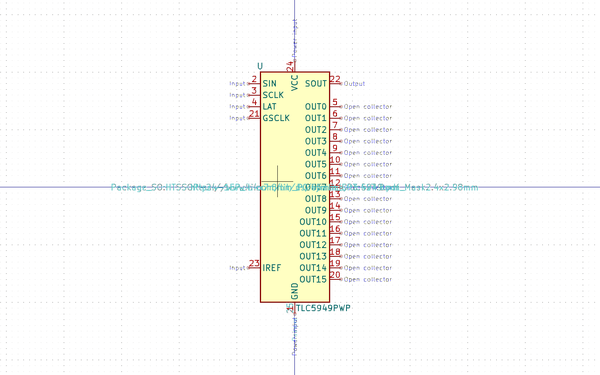 Power input
24
U
VCC
Input 2 SIN SOUT 22 Output
Input 3 SCLK
Input 4 LAT OUT0 5 Open collector
Input 21 GSCLK OUT1 6 Open collector
OUT2 7 Open collector
OUT3 8 Open collector
OUT4 9 Open collector
OUT5 10 Open collector
OUT6 11 Open collector
12
OUT8 13 Open collector
OUT9 14 Open collector
OUT10 15 Open collector
OUT11 16 Open collector
OUT12 17 Open collector
OUT13 18 Open collector
Input 23 IREF OUT14 19 Open collector
OUT15 20 Open collector
GND
TLC5949PWP
Power input